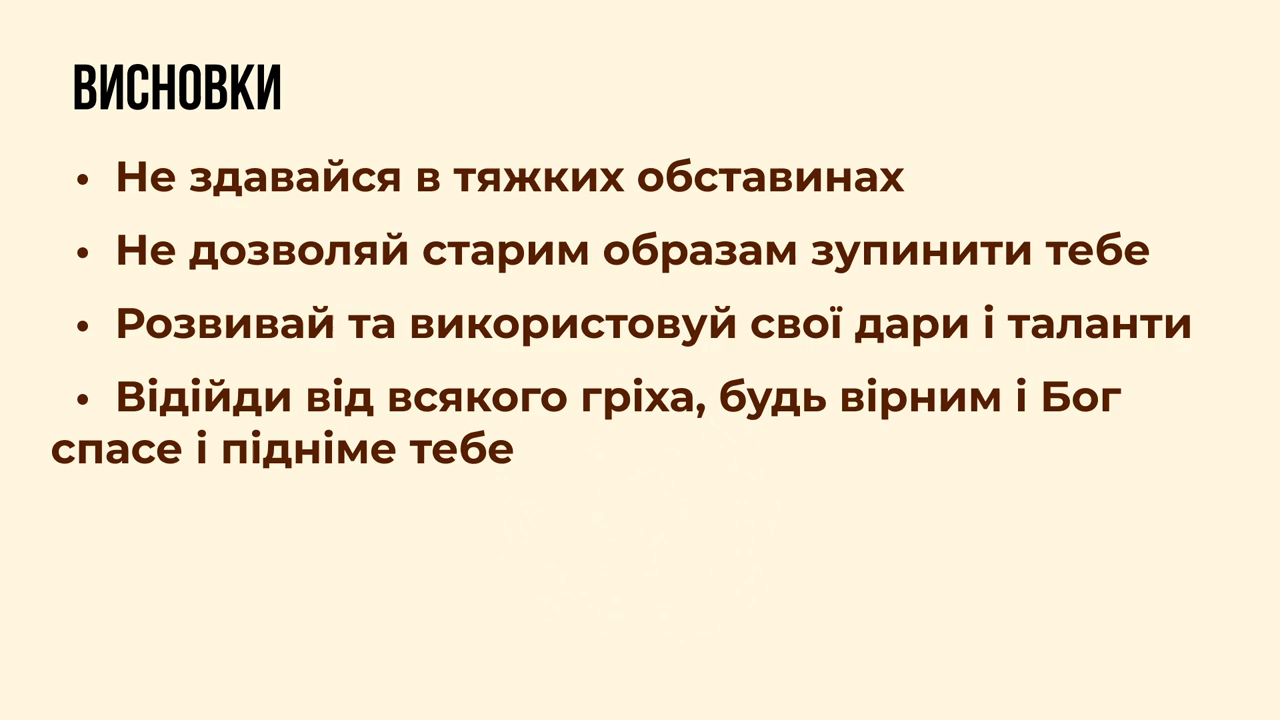 ВИСНОВКИ
• Не здавайся в тяжких обставинах
• Не дозволяй старим образам зупинити тебе
• Розвивай та використовуй свої дари і таланти
• Відійди від всякого гріха, будь вірним і Бог
спасе і підніме тебе